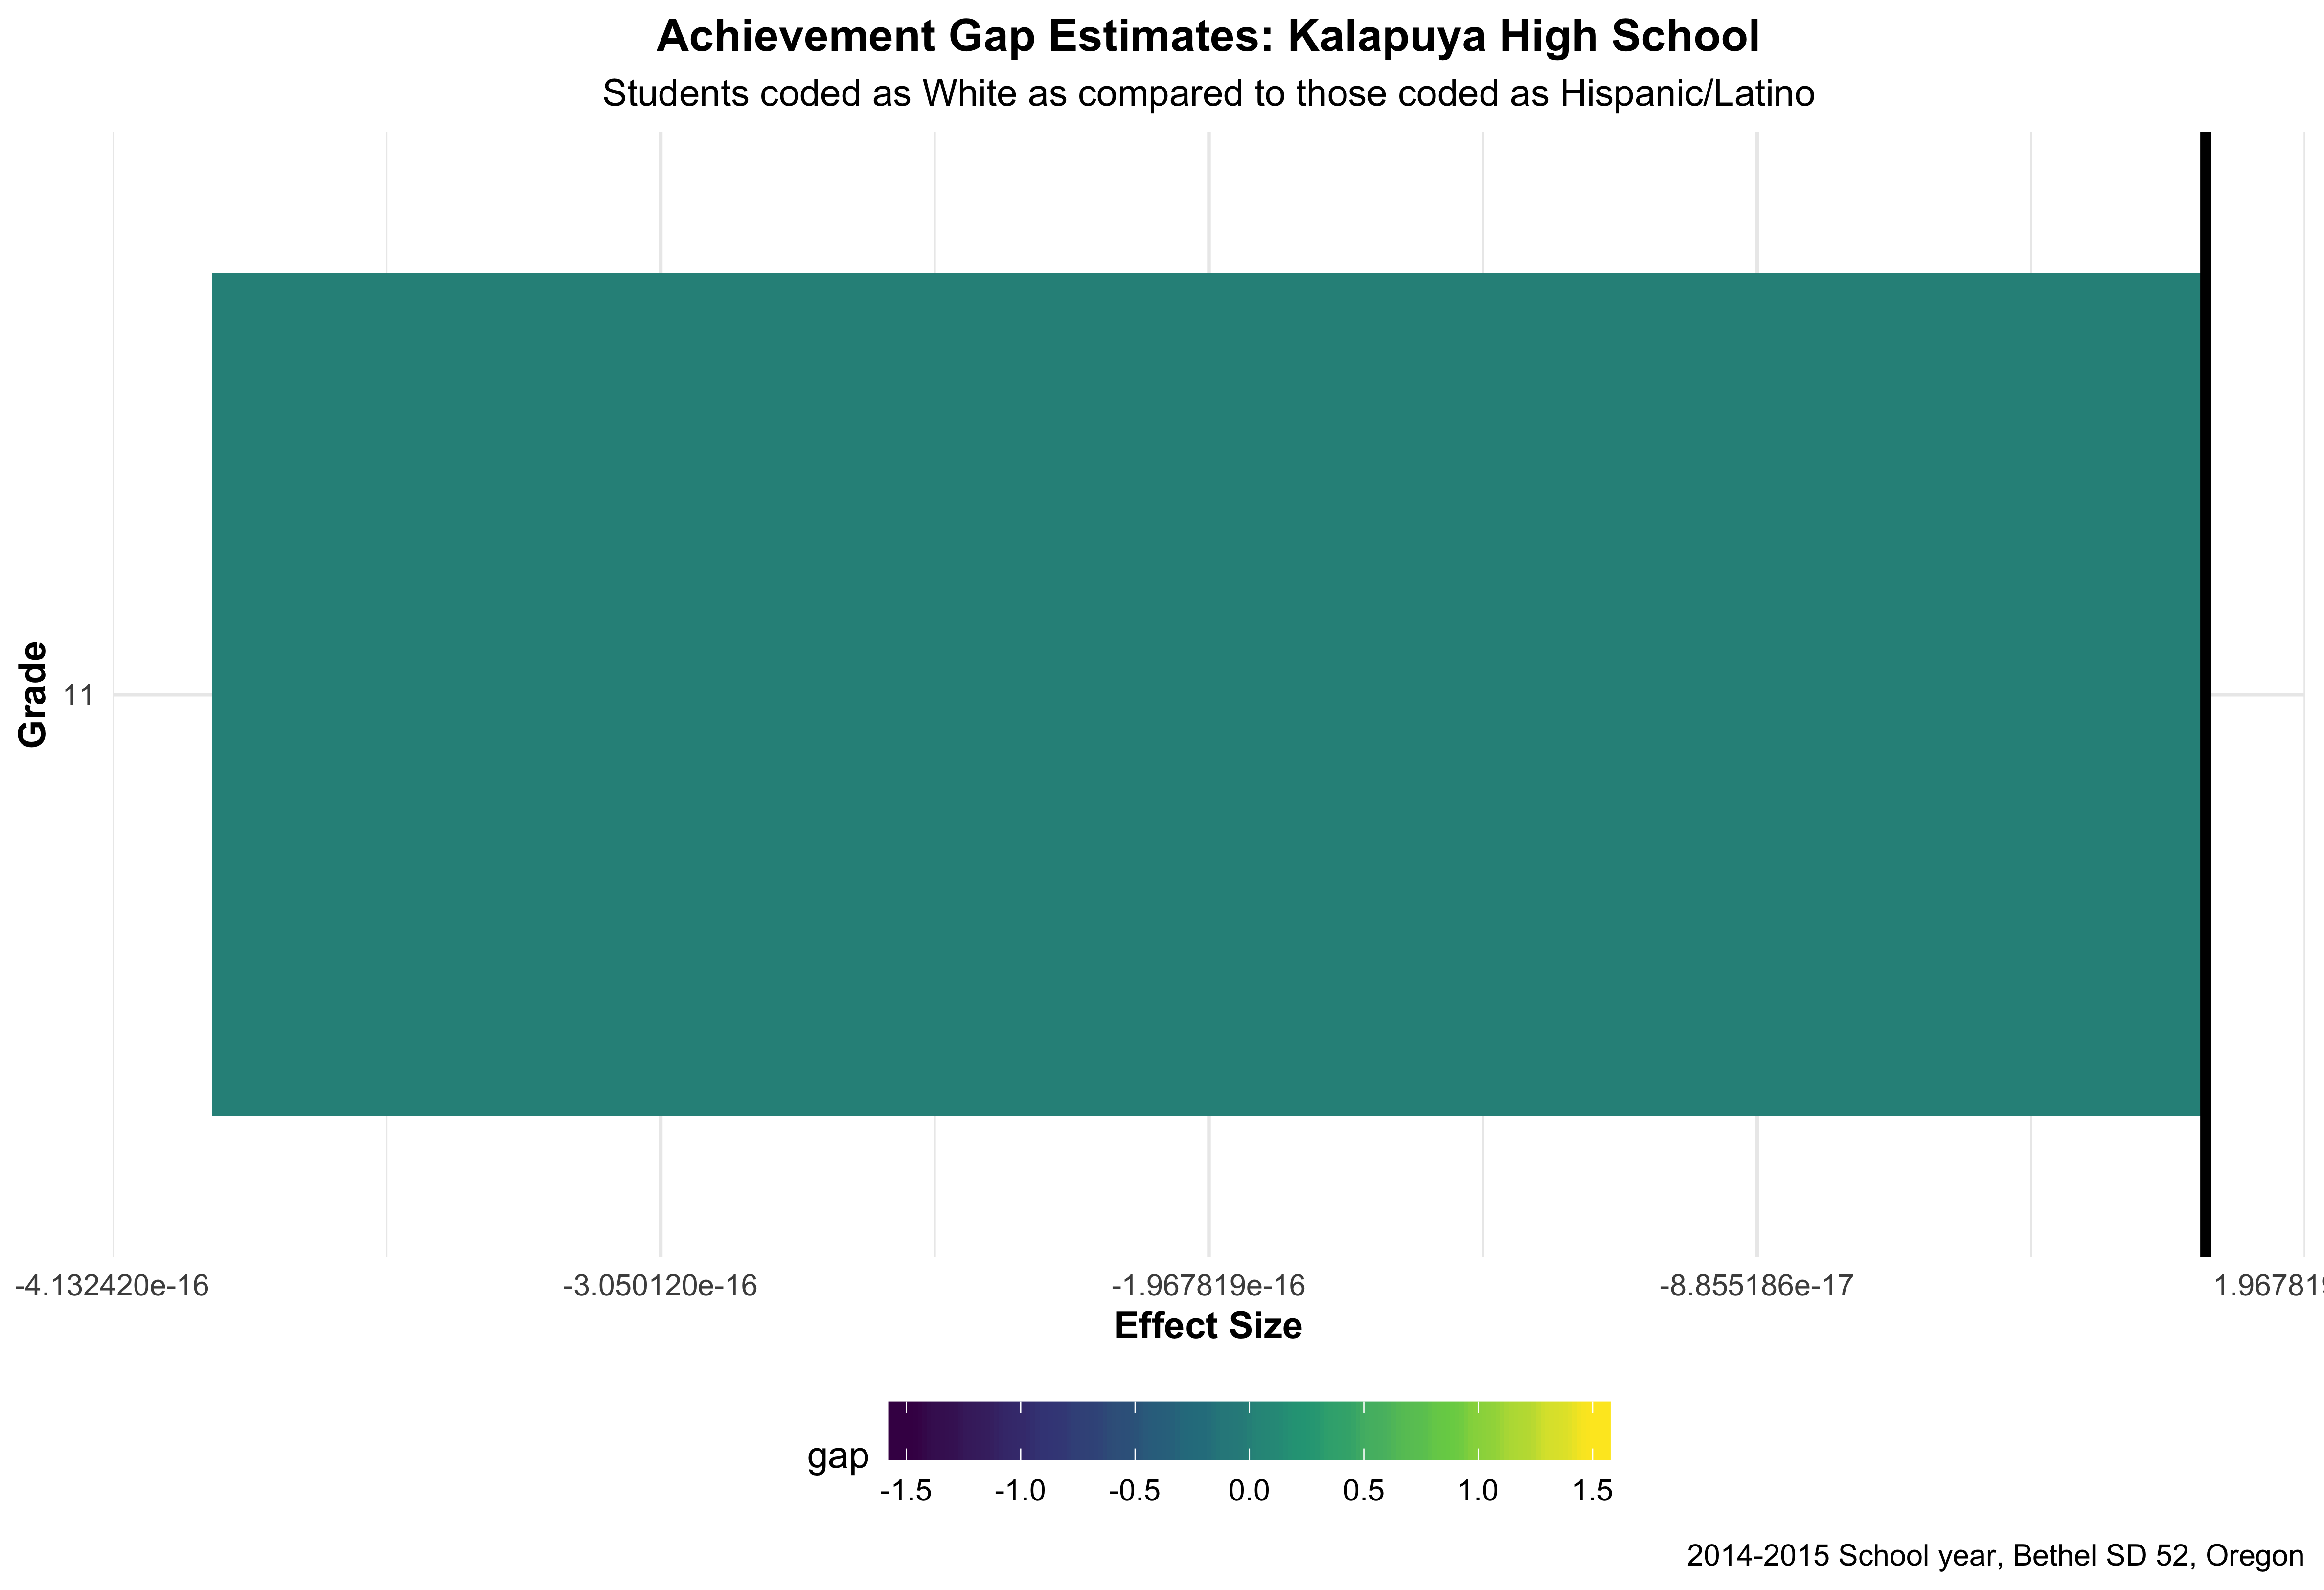 Achievement Gap Estimates: Kalapuya High School
Students coded as White as compared to those coded as Hispanic/Latino
Grade
11
-4.132420e-16 -3.050120e-16 -1.967819e-16 -8.855186e-17 1.967819
Effect Size
gap
-1.5 -1.0 -0.5 0.0 0.5 1.0 1.5
2014-2015 School year, Bethel SD 52, Oregon